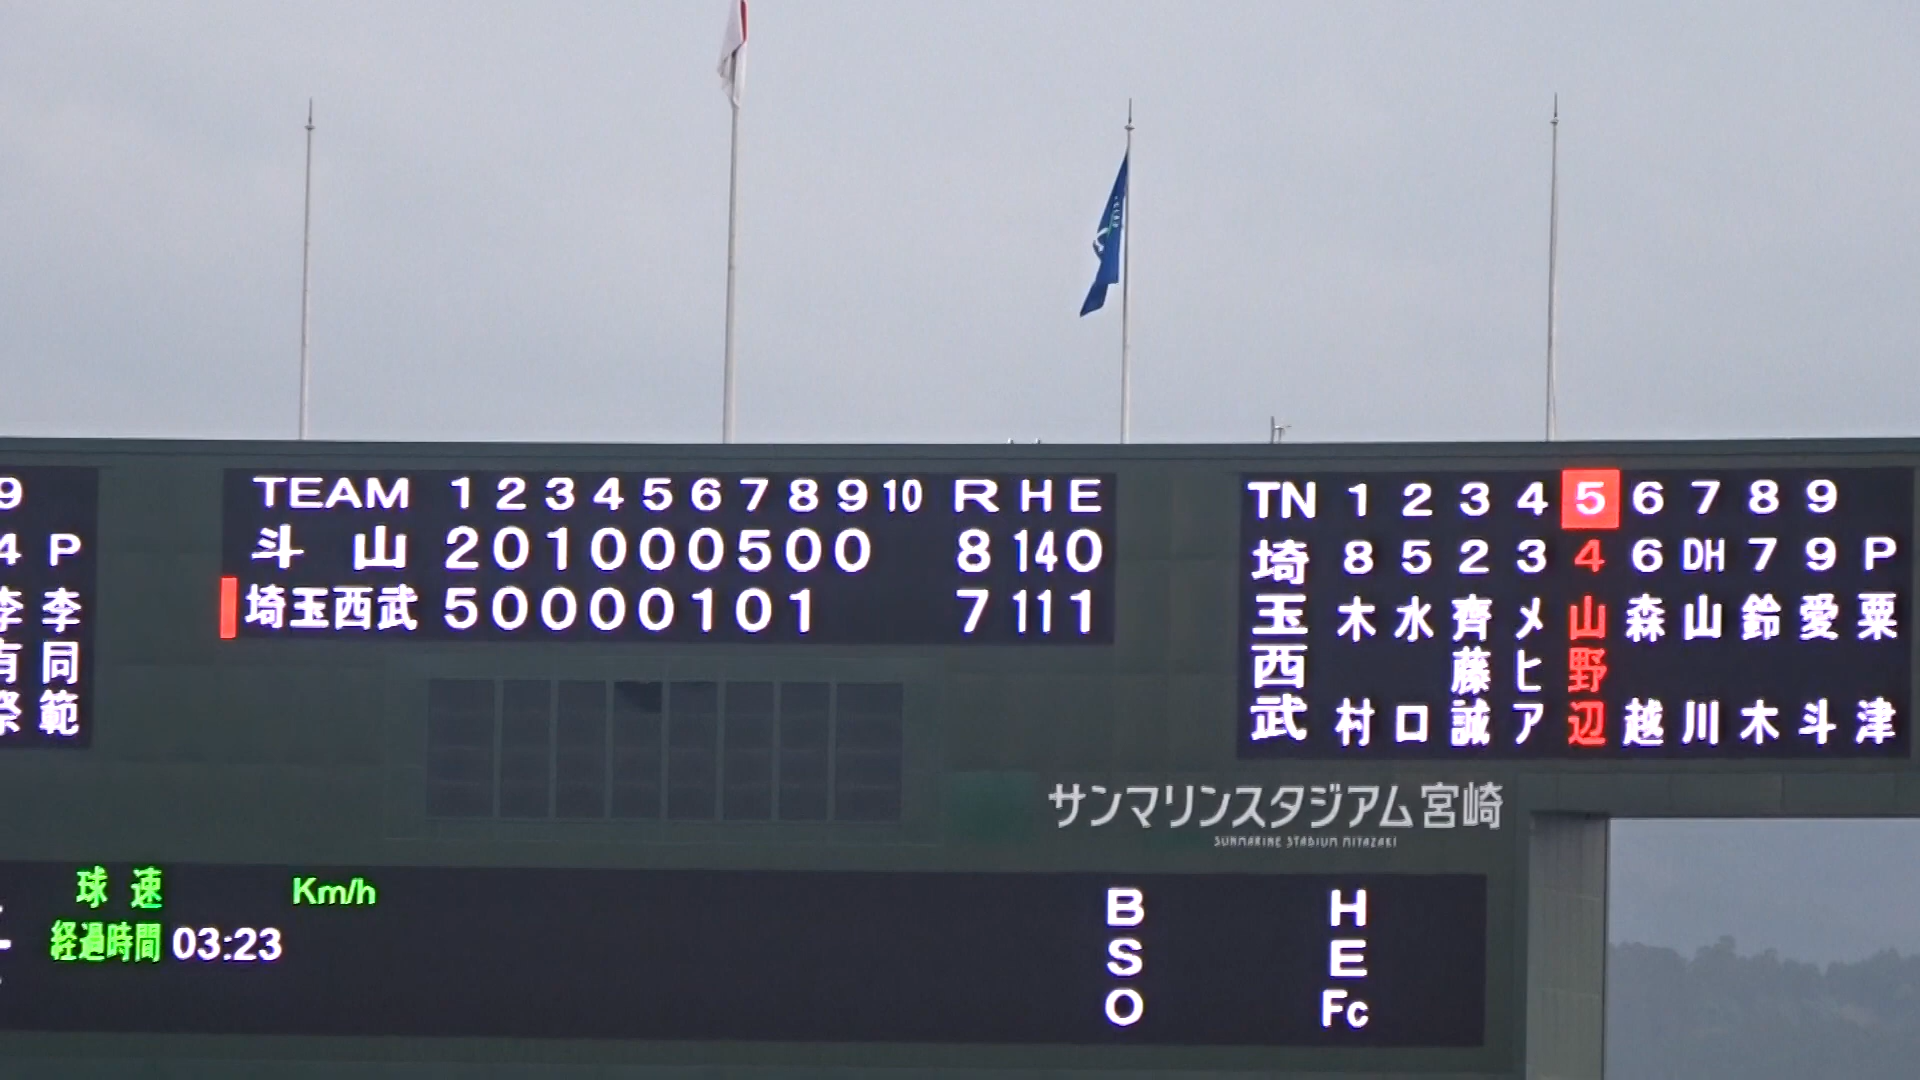 9
4 P
李 李
有 同
祭 範
TEAM 1 2 3 4 5 6 7 8 9 10 R H E
斗山 2 0 1 0 0 0 5 0 0 8 14 0
埼玉西武 5 0 0 0 0 1 0 1 7 11 1
TN 1 2 3 4 5 6 7 8 9
埼玉西武 8 5 2 3 4 6 DH 7 9 P
木村 水口 齊藤誠 メヒア 山野辺 森越 山川 鈴木 愛斗 粟津
サンマリンスタジアム宮崎
SUNMARINE STADIUM MIYAZAKI
球速 Km/h
経過時間 03:23
B H
S E
O Fc